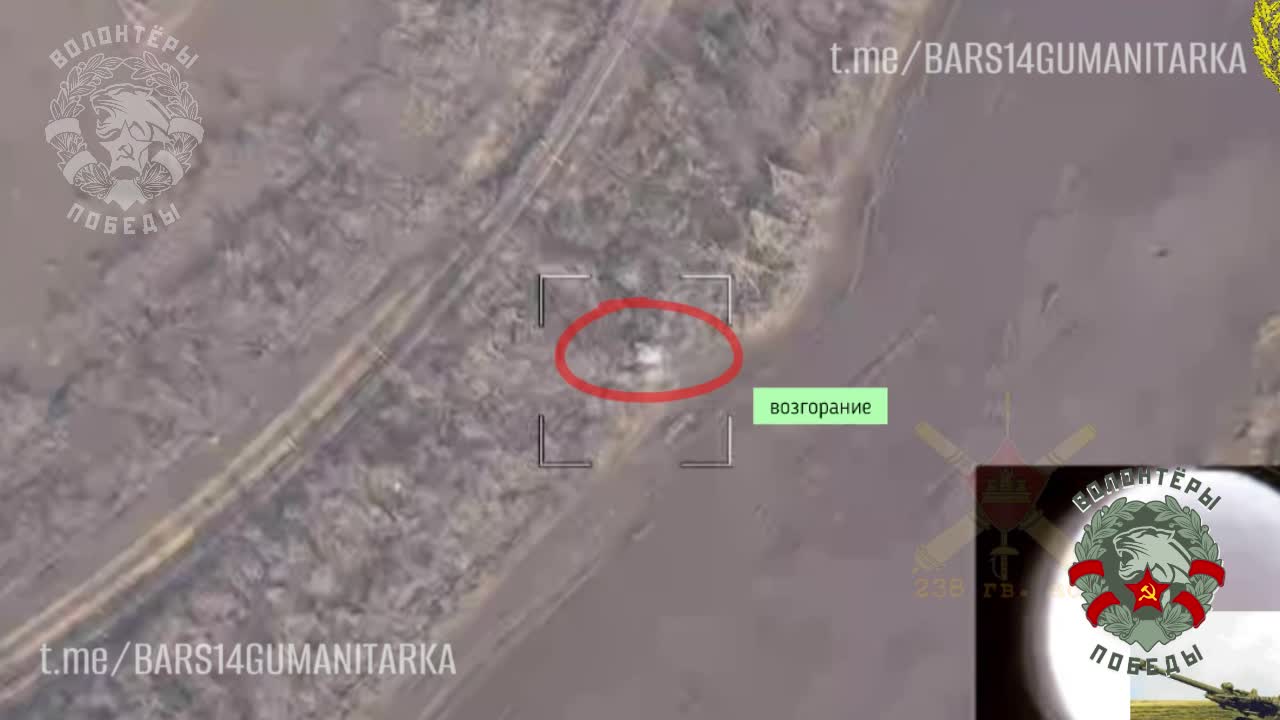 ВОЛОНТЁРЫ
ПОБЕДЫ
t.me/BARS14GUMANITARKA
возгорание
238 гв.
ВОЛОНТЁРЫ
ПОБЕДЫ
t.me/BARS14GUMANITARKA